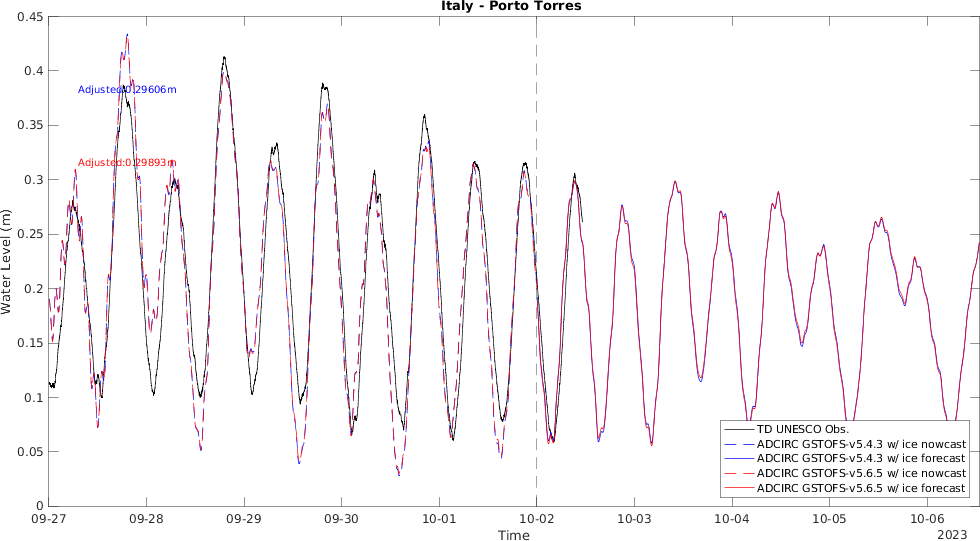 Italy - Porto Torres
0.45
0.4
0.35
0.3
0.25
0.2
0.15
0.1
0.05
0
Water Level (m)
Adjusted:0.29606m
Adjusted:0.29893m
TD UNESCO Obs.
ADCIRC GSTOFS-v5.4.3 w/ ice nowcast
ADCIRC GSTOFS-v5.4.3 w/ ice forecast
ADCIRC GSTOFS-v5.6.5 w/ ice nowcast
ADCIRC GSTOFS-v5.6.5 w/ ice forecast
09-27 09-28 09-29 09-30 10-01 10-02 10-03 10-04 10-05 10-06
Time
2023